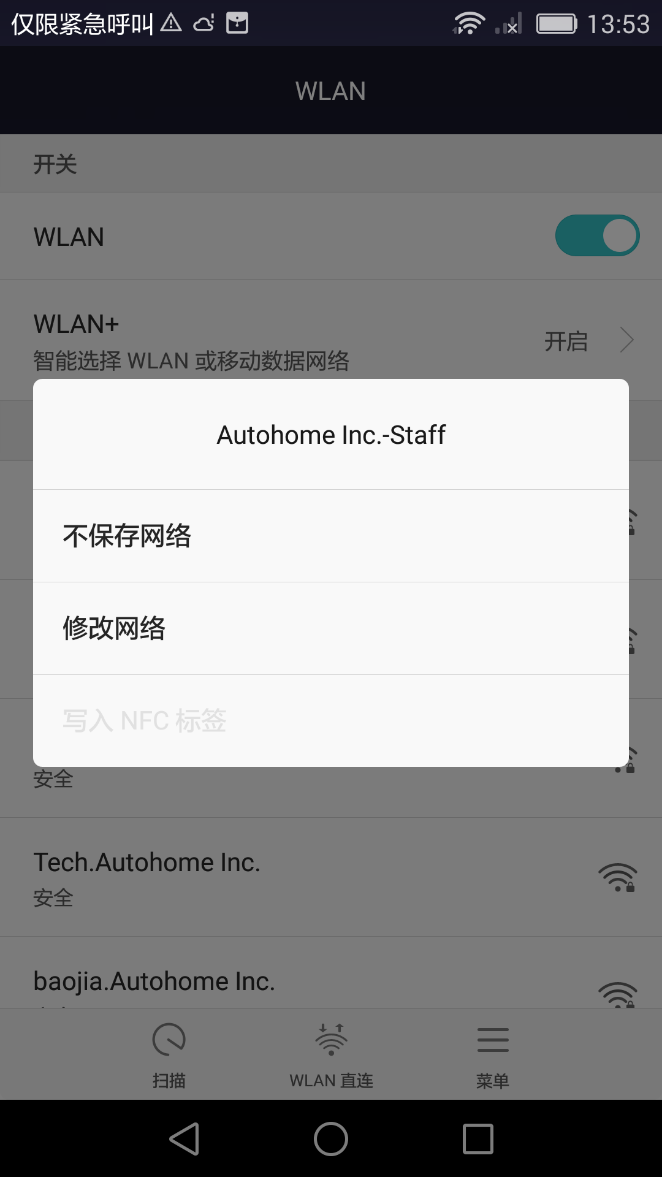 仅限紧急呼叫 13:53
WLAN
开关
WLAN
WLAN+
智能选择 WLAN 或移动数据网络
开启
Autohome Inc.-Staff
不保存网络
修改网络
写入 NFC 标签
安全
Tech.Autohome Inc.
安全
baojia.Autohome Inc.
扫描
WLAN 直连
菜单